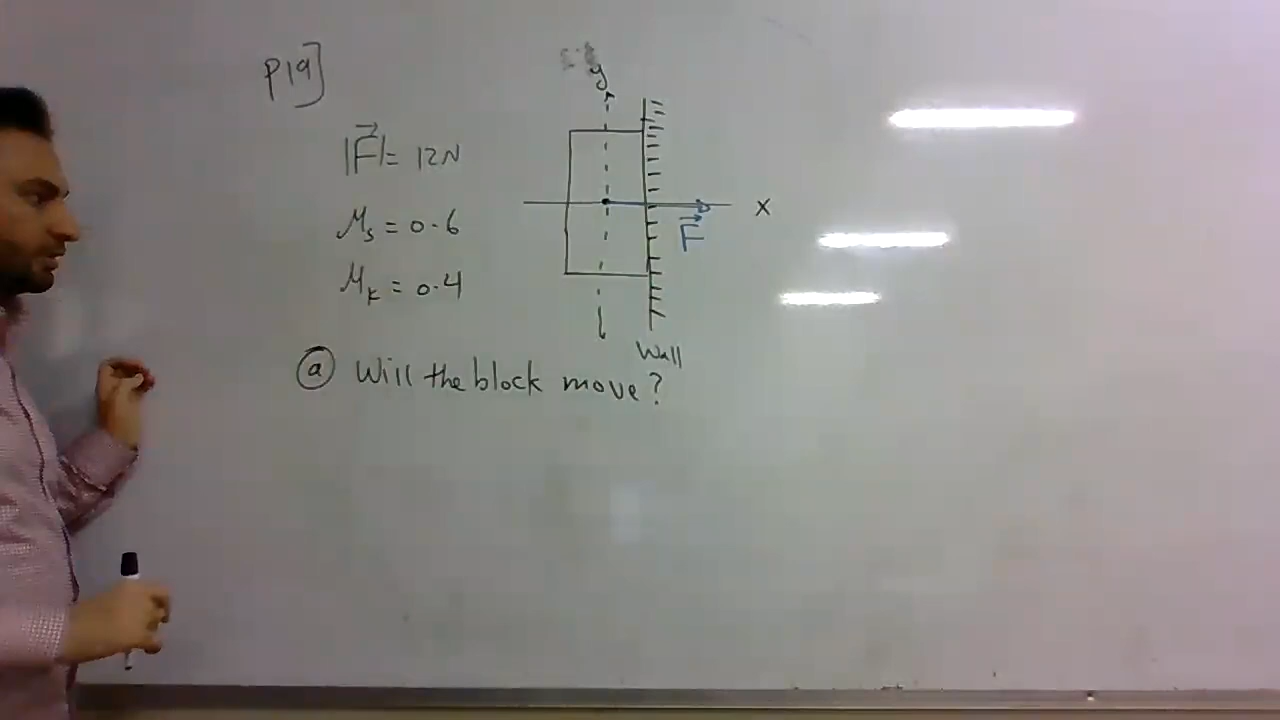 P19]
y
|F⃗| = 12N
x
F⃗
μs = 0.6
μk = 0.4
Wall
ⓐ Will the block move?